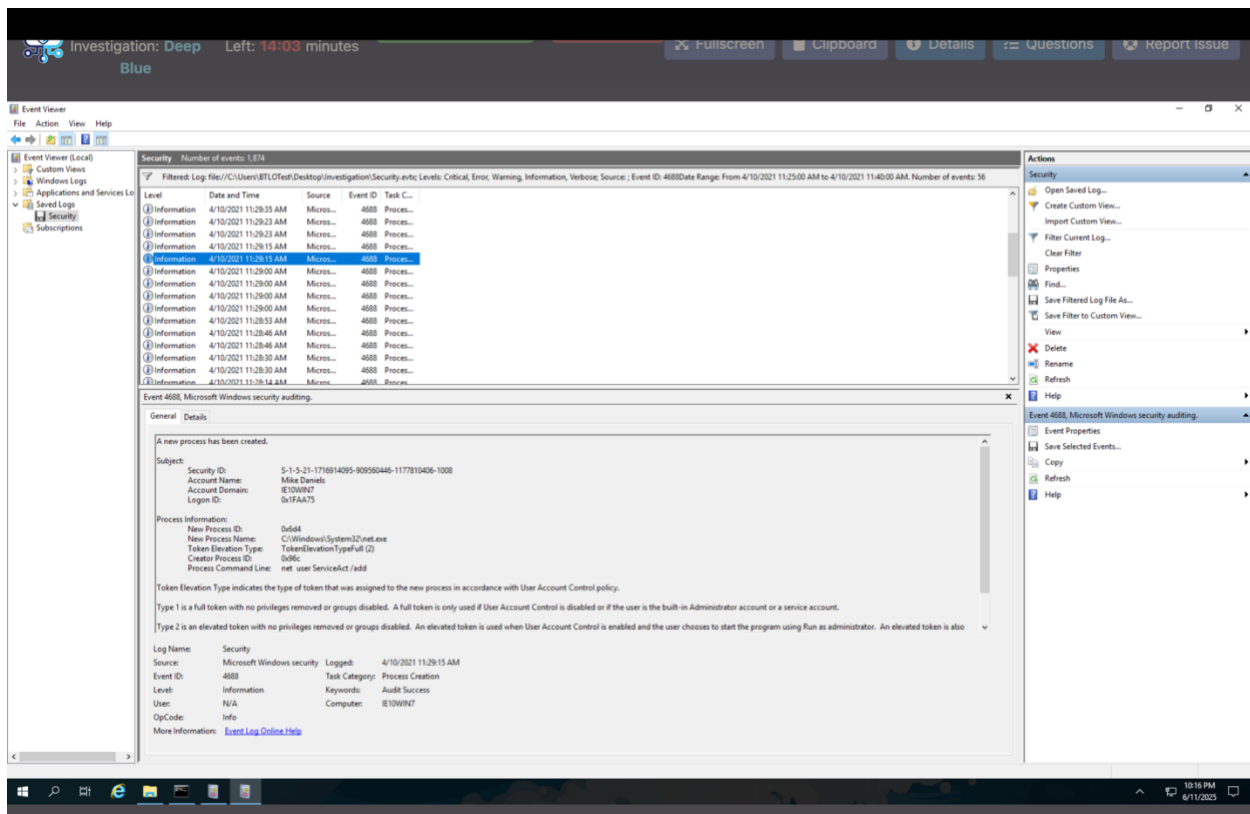 Investigation: Deep Blue
Left: 14:03 minutes
Fullscreen
Clipboard
Details
Questions
Report Issue
Event Viewer
File Action View Help
Event Viewer (Local)
Custom Views
Windows Logs
Applications and Services Lo
Saved Logs
Security
Subscriptions
Security Number of events: 1,874
Filtered: Log: file://C:\Users\BTLOTest\Desktop\Investigation\Security.evtx; Levels: Critical, Error, Warning, Information, Verbose; Source: ; Event ID: 4688Date Range: From 4/10/2021 11:25:00 AM to 4/10/2021 11:40:00 AM. Number of events: 56
Level Date and Time Source Event ID Task C...
Information 4/10/2021 11:29:35 AM Micros... 4688 Proces...
Information 4/10/2021 11:29:23 AM Micros... 4688 Proces...
Information 4/10/2021 11:29:23 AM Micros... 4688 Proces...
Information 4/10/2021 11:29:15 AM Micros... 4688 Proces...
Information 4/10/2021 11:29:15 AM Micros... 4688 Proces...
Information 4/10/2021 11:29:00 AM Micros... 4688 Proces...
Information 4/10/2021 11:29:00 AM Micros... 4688 Proces...
Information 4/10/2021 11:29:00 AM Micros... 4688 Proces...
Information 4/10/2021 11:29:00 AM Micros... 4688 Proces...
Information 4/10/2021 11:28:53 AM Micros... 4688 Proces...
Information 4/10/2021 11:28:46 AM Micros... 4688 Proces...
Information 4/10/2021 11:28:46 AM Micros... 4688 Proces...
Information 4/10/2021 11:28:30 AM Micros... 4688 Proces...
Information 4/10/2021 11:28:30 AM Micros... 4688 Proces...
Information 4/10/2021 11:28:14 AM Micros 4688 Proces
Event 4688, Microsoft Windows security auditing.
General Details
A new process has been created.
Subject:
Security ID: S-1-5-21-1716914095-909560446-1177810406-1008
Account Name: Mike Daniels
Account Domain: IE10WIN7
Logon ID: 0x1FAA75
Process Information:
New Process ID: 0x6d4
New Process Name: C:\Windows\System32\net.exe
Token Elevation Type: TokenElevationTypeFull (2)
Creator Process ID: 0x96c
Process Command Line: net user ServiceAct /add
Token Elevation Type indicates the type of token that was assigned to the new process in accordance with User Account Control policy.
Type 1 is a full token with no privileges removed or groups disabled. A full token is only used if User Account Control is disabled or if the user is the built-in Administrator account or a service account.
Type 2 is an elevated token with no privileges removed or groups disabled. An elevated token is used when User Account Control is enabled and the user chooses to start the program using Run as administrator. An elevated token is also
Log Name: Security
Source: Microsoft Windows security Logged: 4/10/2021 11:29:15 AM
Event ID: 4688 Task Category: Process Creation
Level: Information Keywords: Audit Success
User: N/A Computer: IE10WIN7
OpCode: Info
More Information: Event Log Online Help
Actions
Security
Open Saved Log...
Create Custom View...
Import Custom View...
Filter Current Log...
Clear Filter
Properties
Find...
Save Filtered Log File As...
Save Filter to Custom View...
View
Delete
Rename
Refresh
Help
Event 4688, Microsoft Windows security auditing.
Event Properties
Save Selected Events...
Copy
Refresh
Help
10:16 PM
6/11/2025